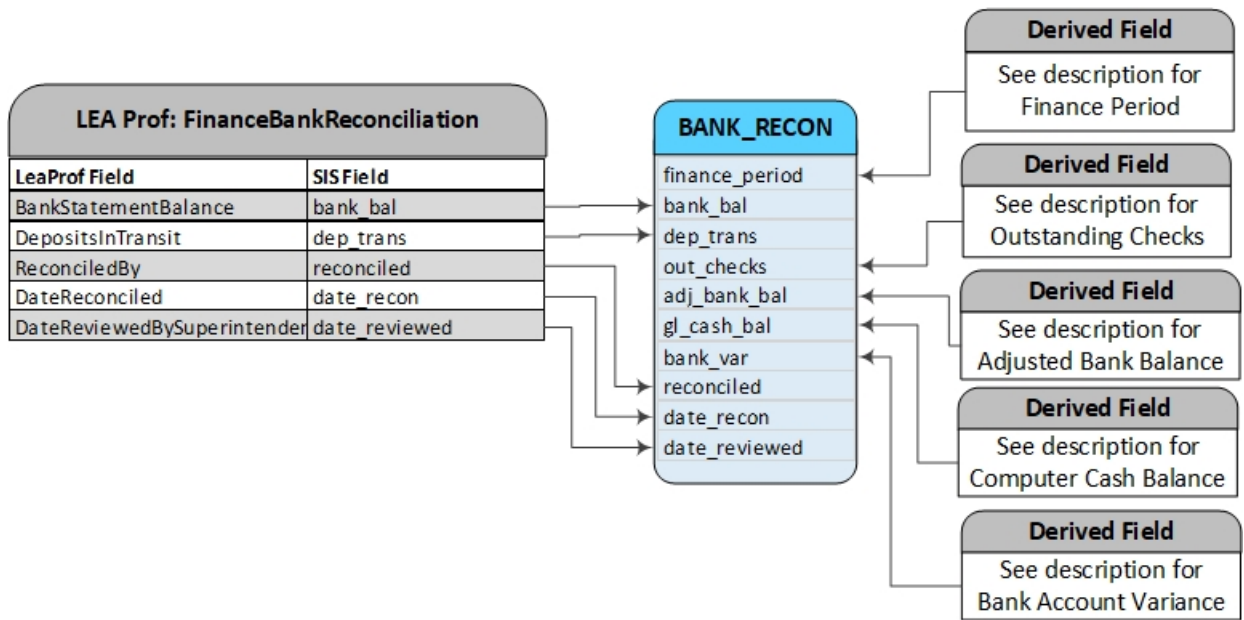 LEA Prof: FinanceBankReconciliation
LeaProf Field SIS Field
BankStatementBalance bank_bal
DepositsInTransit dep_trans
ReconciledBy reconciled
DateReconciled date_recon
DateReviewedBySuperintender date_reviewed
BANK_RECON
finance_period
bank_bal
dep_trans
out_checks
adj_bank_bal
gl_cash_bal
bank_var
reconciled
date_recon
date_reviewed
Derived Field
See description for
Finance Period
Derived Field
See description for
Outstanding Checks
Derived Field
See description for
Adjusted Bank Balance
Derived Field
See description for
Computer Cash Balance
Derived Field
See description for
Bank Account Variance